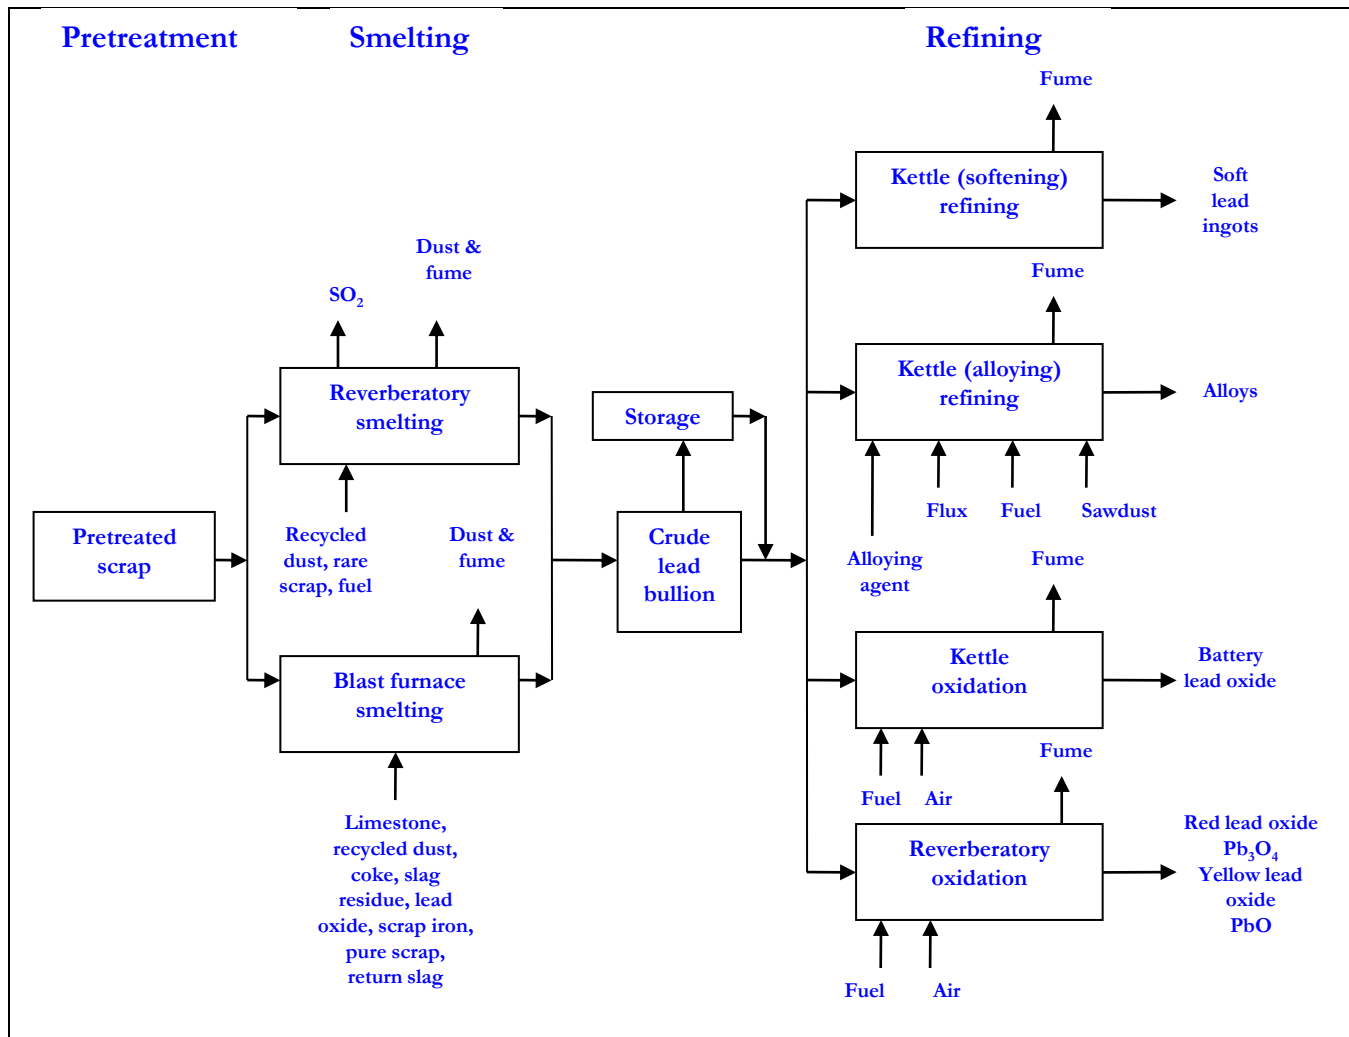 Pretreatment
Smelting
Refining
Fume
Kettle (softening)
refining
Soft
lead
ingots
Dust &
fume
SO₂
Fume
Reverberatory
smelting
Storage
Kettle (alloying)
refining
Alloys
Flux
Fuel
Sawdust
Alloying
agent
Pretreated
scrap
Recycled
dust, rare
scrap, fuel
Dust &
fume
Crude
lead
bullion
Fume
Blast furnace
smelting
Kettle
oxidation
Battery
lead oxide
Fume
Fuel
Air
Limestone,
recycled dust,
coke, slag
residue, lead
oxide, scrap iron,
pure scrap,
return slag
Reverberatory
oxidation
Red lead oxide
Pb₃O₄
Yellow lead
oxide
PbO
Fuel
Air